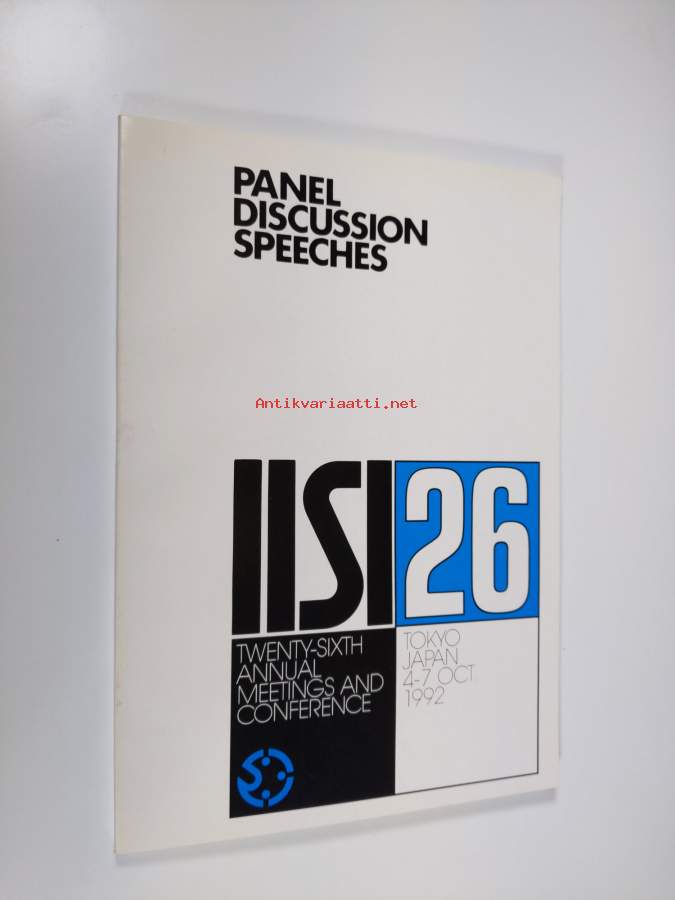 PANEL
DISCUSSION
SPEECHES
Antikvariaatti.net
IISI 26
TWENTY-SIXTH
ANNUAL
MEETINGS AND
CONFERENCE
TOKYO
JAPAN
4-7 OCT
1992